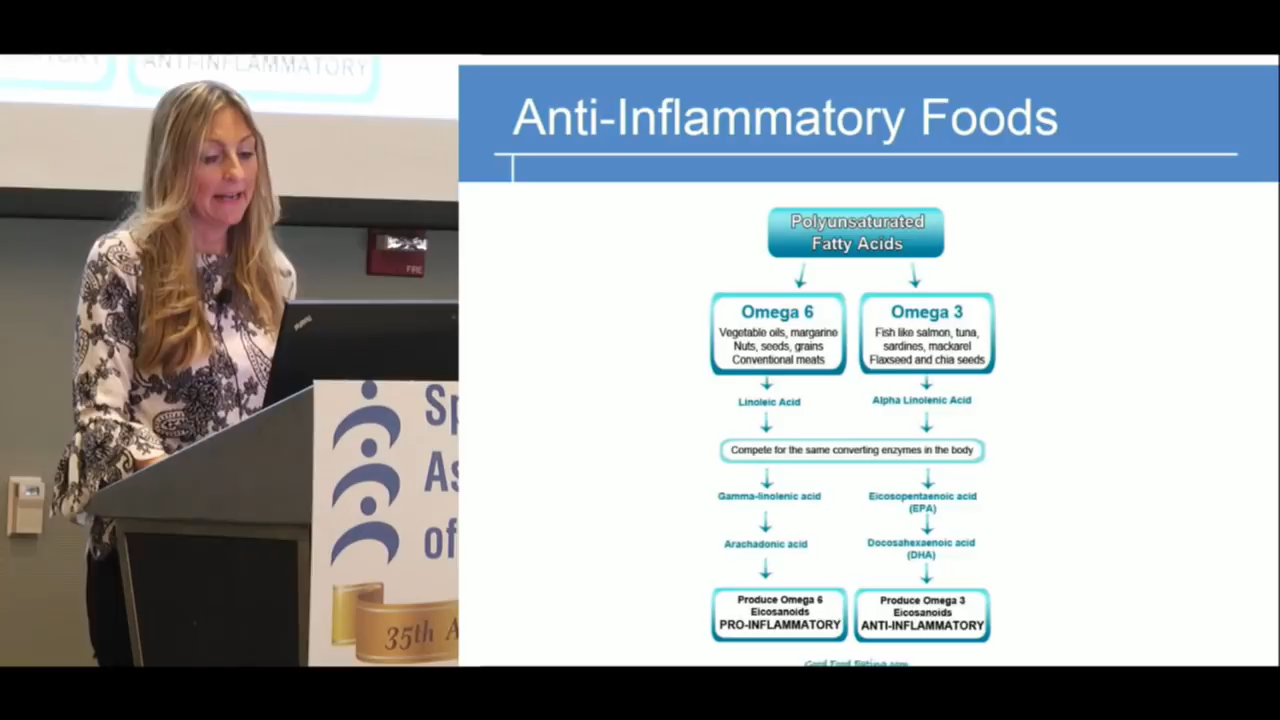 ANTI-INFLAMMATORY
FIRE
35th A
Anti-Inflammatory Foods
Polyunsaturated
Fatty Acids
Omega 6
Vegetable oils, margarine
Nuts, seeds, grains
Conventional meats
Omega 3
Fish like salmon, tuna,
sardines, mackarel
Flaxseed and chia seeds
Linoleic Acid
Alpha Linolenic Acid
Compete for the same converting enzymes in the body
Gamma-linolenic acid
Eicosopentaenoic acid
(EPA)
Arachadonic acid
Docosahexaenoic acid
(DHA)
Produce Omega 6
Eicosanoids
PRO-INFLAMMATORY
Produce Omega 3
Eicosanoids
ANTI-INFLAMMATORY
Sp
As
of